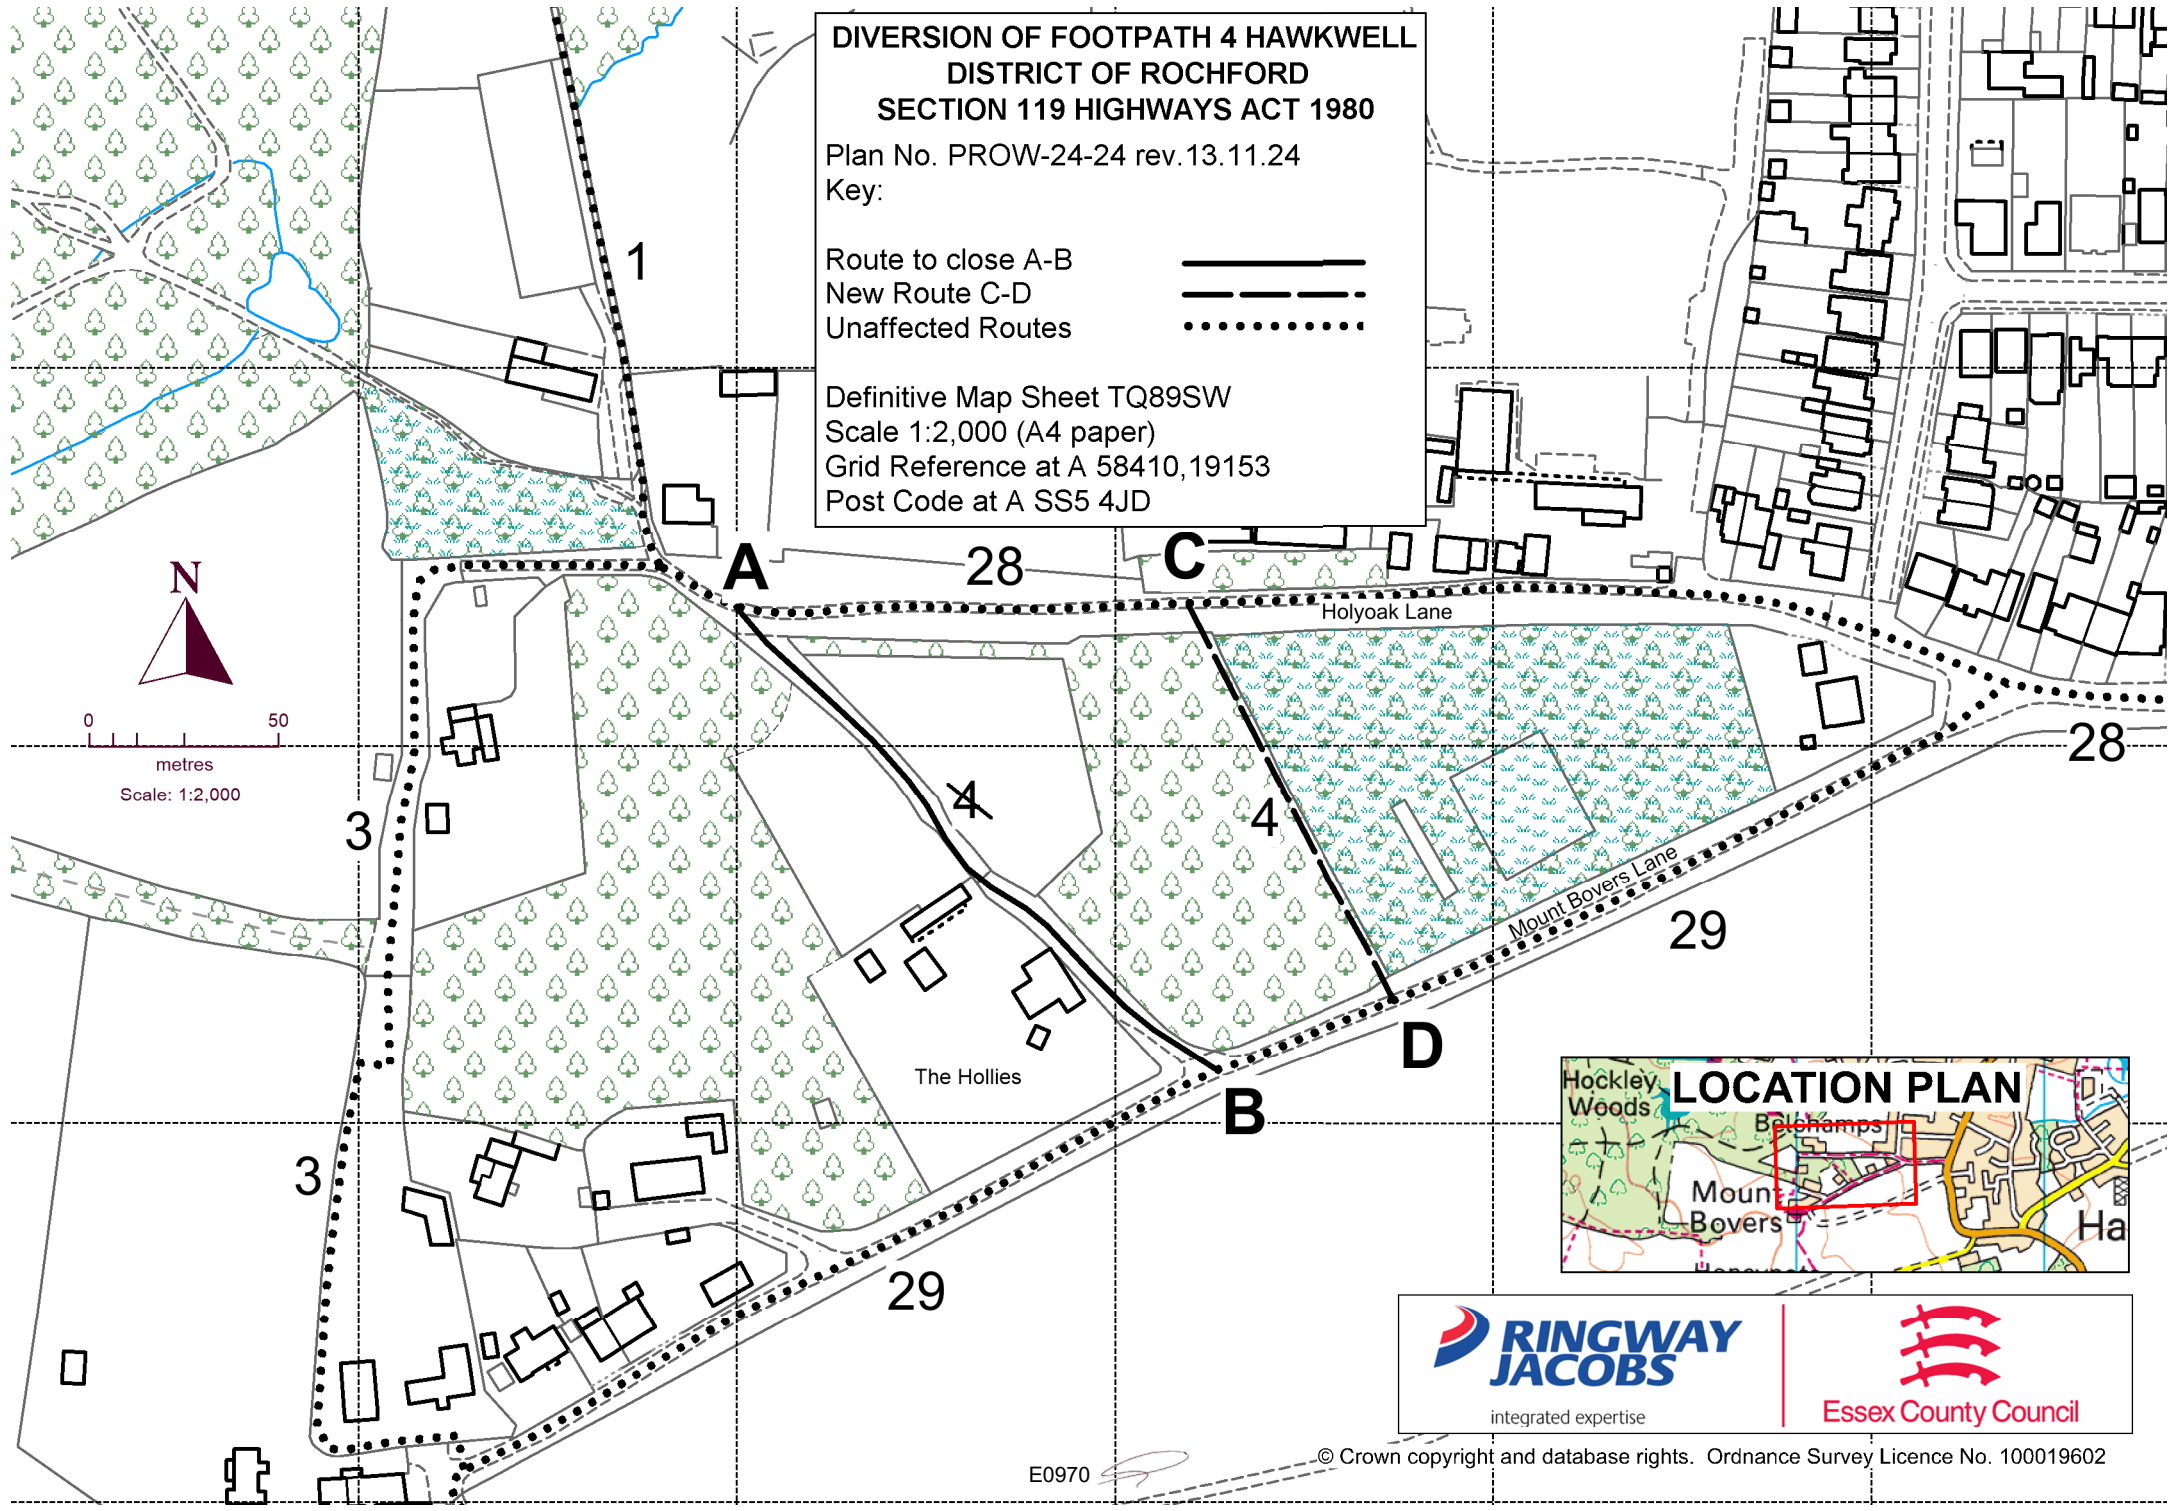 DIVERSION OF FOOTPATH 4 HAWKWELL
DISTRICT OF ROCHFORD
SECTION 119 HIGHWAYS ACT 1980
Plan No. PROW-24-24 rev.13.11.24
Key:
Route to close A-B
New Route C-D
Unaffected Routes
Definitive Map Sheet TQ89SW
Scale 1:2,000 (A4 paper)
Grid Reference at A 58410,19153
Post Code at A SS5 4JD
1
A
28
C
Holyoak Lane
N
0 50
metres
Scale: 1:2,000
28
4
4
3
Mount Bovers Lane
29
D
The Hollies
B
3
29
LOCATION PLAN
Hockley
Woods
Belchamps
Mount
Bovers
Ha
RINGWAY
JACOBS
integrated expertise
Essex County Council
© Crown copyright and database rights. Ordnance Survey Licence No. 100019602
E0970